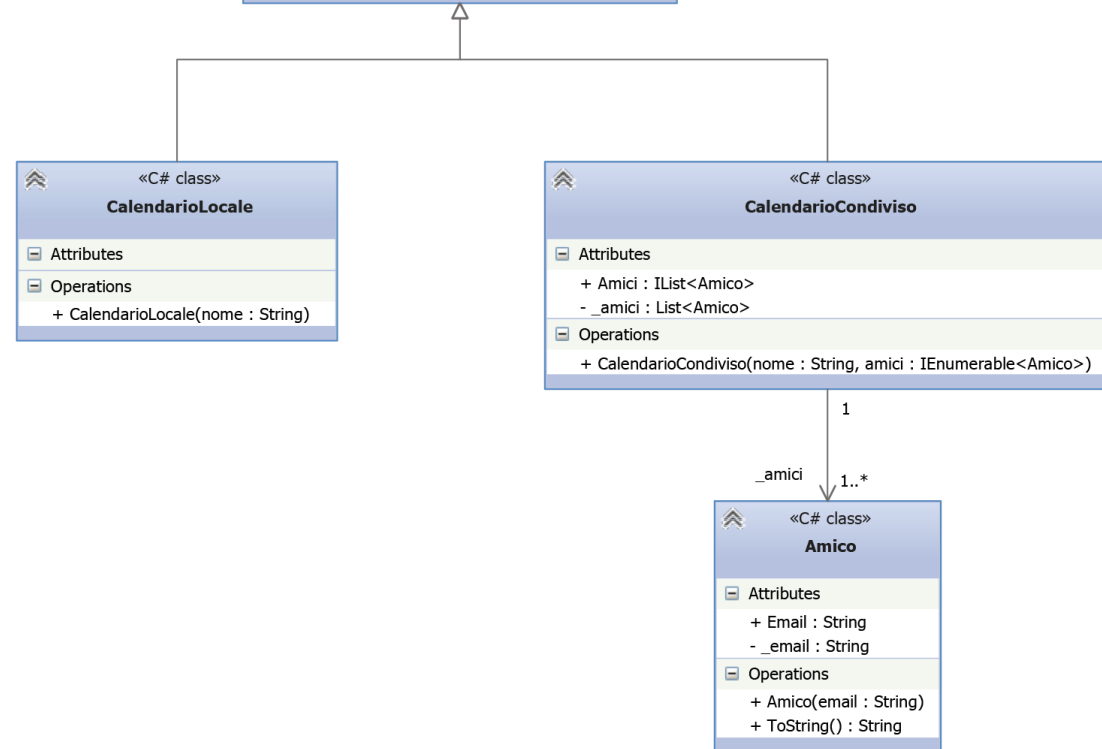 «C# class»
CalendarioLocale
Attributes
Operations
+ CalendarioLocale(nome : String)
«C# class»
CalendarioCondiviso
Attributes
+ Amici : IList<Amico>
- _amici : List<Amico>
Operations
+ CalendarioCondiviso(nome : String, amici : IEnumerable<Amico>)
1
_amici
1..*
«C# class»
Amico
Attributes
+ Email : String
- _email : String
Operations
+ Amico(email : String)
+ ToString() : String